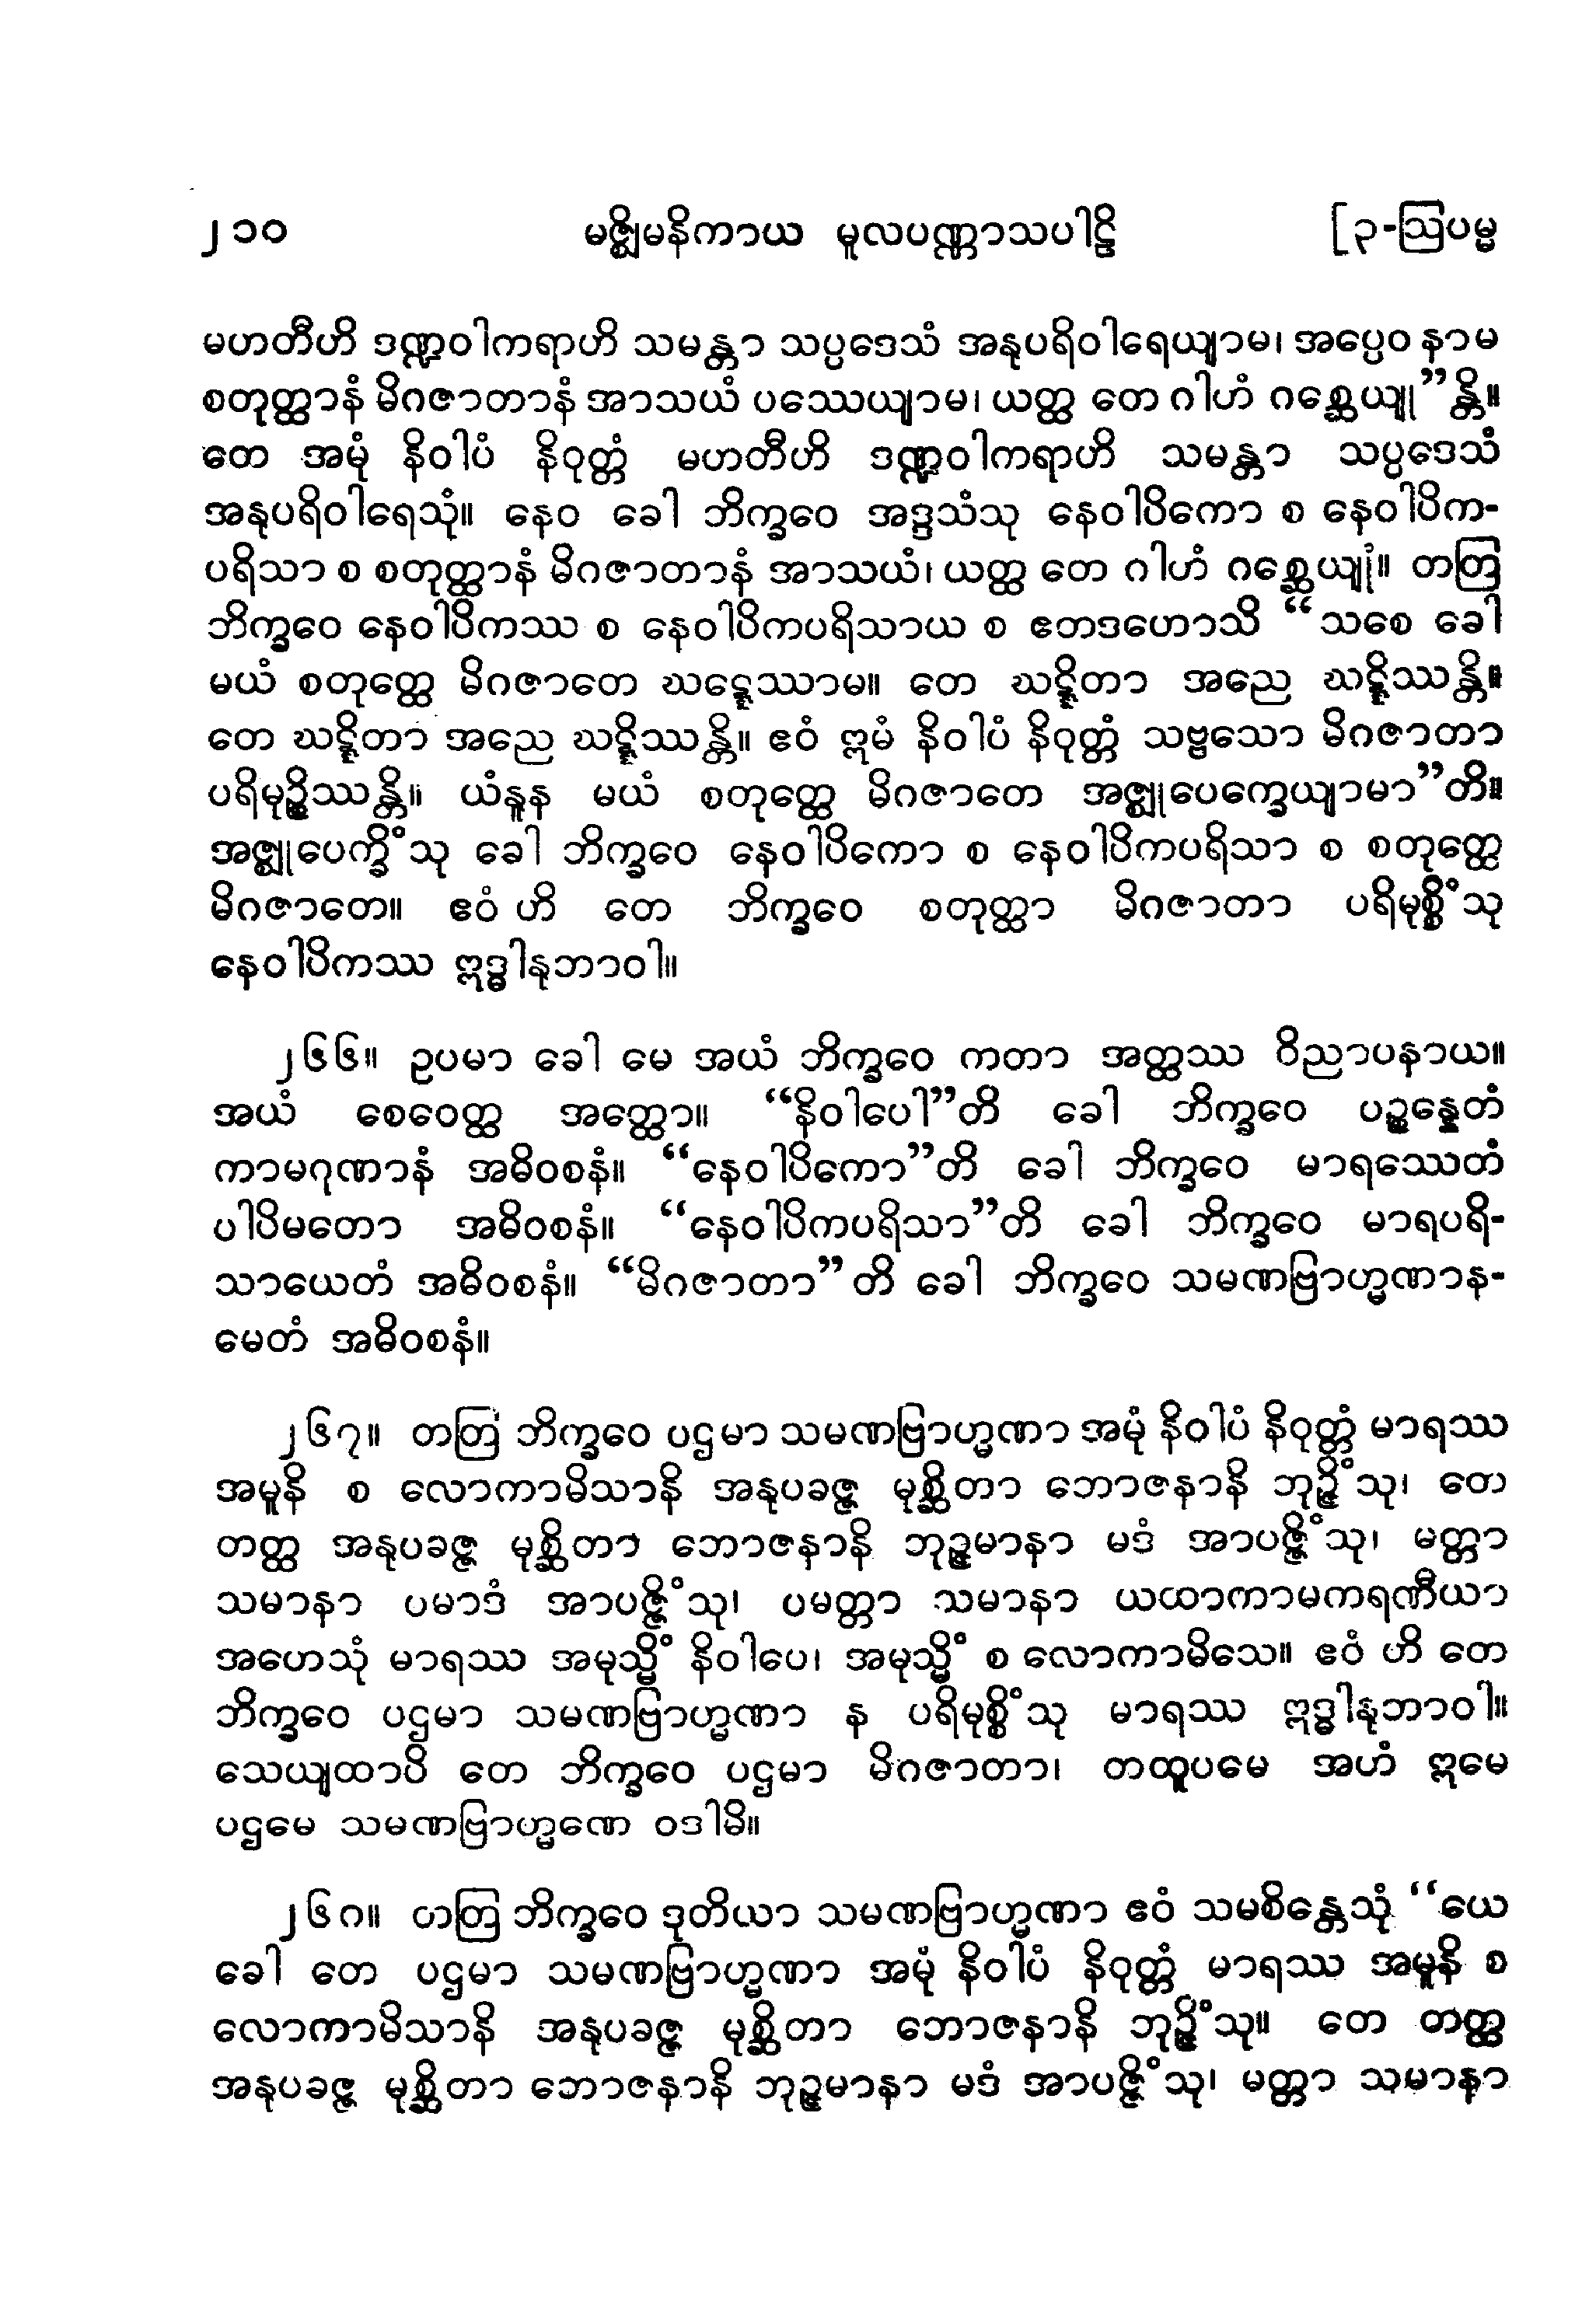 ၂၁၀ မဇ္ဈိမနိကာယ မူလပဏ္ဏာသပါဠိ [၃-ဩပမ္မ
မဟတီဟိ ဒဏ္ဍဝါကရာဟိ သမန္တာ သပ္ပဒေသံ အနုပရိဝါရေယျာမ၊ အပ္ပေဝ နာမ
စတုတ္ထာနံ မိဂဇာတာနံ အာသယံ ပဿေယျာမ၊ ယတ္ထ တေ ဂါဟံ ဂစ္ဆေယျု”န္တိ။
တေ အမုံ နိဝါပံ နိဝုတ္တံ မဟတီဟိ ဒဏ္ဍဝါကရာဟိ သမန္တာ သပ္ပဒေသံ
အနုပရိဝါရေသုံ။ နေဝ ခေါ ဘိက္ခဝေ အဒ္ဒသံသု နေဝါပိကော စ နေဝါပိက-
ပရိသာ စ စတုတ္ထာနံ မိဂဇာတာနံ အာသယံ၊ ယတ္ထ တေ ဂါဟံ ဂစ္ဆေယျုံ။ တတြ
ဘိက္ခဝေ နေဝါပိကဿ စ နေဝါပိကပရိသာယ စ ဧတဒဟောသိ “သစေ ခေါ
မယံ စတုတ္ထေ မိဂဇာတေ ဃဋ္ဋေဿာမ။ တေ ဃဋ္ဋိတာ အညေ ဃဋ္ဋိဿန္တိ။
တေ ဃဋ္ဋိတာ အညေ ဃဋ္ဋိဿန္တိ။ ဧဝံ ဣမံ နိဝါပံ နိဝုတ္တံ သဗ္ဗသော မိဂဇာတာ
ပရိမုဉ္စိဿန္တိ။ ယံနူန မယံ စတုတ္ထေ မိဂဇာတေ အဇ္ဈုပေက္ခေယျာမာ”တိ။
အဇ္ဈုပေက္ခိံသု ခေါ ဘိက္ခဝေ နေဝါပိကော စ နေဝါပိကပရိသာ စ စတုတ္ထေ
မိဂဇာတေ။ ဧဝံ ဟိ တေ ဘိက္ခဝေ စတုတ္ထာ မိဂဇာတာ ပရိမုစ္စိံသု
နေဝါပိကဿ ဣဒ္ဓါနုဘာဝါ။
၂၆၆။ ဥပမာ ခေါ မေ အယံ ဘိက္ခဝေ ကတာ အတ္ထဿ ဝိညာပနာယ။
အယံ စေဝေတ္ထ အတ္ထော။ “နိဝါပေါ”တိ ခေါ ဘိက္ခဝေ ပဉ္စန္နေတံ
ကာမဂုဏာနံ အဓိဝစနံ။ “နေဝါပိကော”တိ ခေါ ဘိက္ခဝေ မာရဿေတံ
ပါပိမတော အဓိဝစနံ။ “နေဝါပိကပရိသာ”တိ ခေါ ဘိက္ခဝေ မာရပရိ-
သာယေတံ အဓိဝစနံ။ “မိဂဇာတာ”တိ ခေါ ဘိက္ခဝေ သမဏဗြာဟ္မဏာန-
မေတံ အဓိဝစနံ။
၂၆၇။ တတြ ဘိက္ခဝေ ပဌမာ သမဏဗြာဟ္မဏာ အမုံ နိဝါပံ နိဝုတ္တံ မာရဿ
အမူနိ စ လောကာမိသာနိ အနုပခဇ္ဇ မုစ္ဆိတာ ဘောဇနာနိ ဘုဉ္ဇိံသု၊ တေ
တတ္ထ အနုပခဇ္ဇ မုစ္ဆိတာ ဘောဇနာနိ ဘုဉ္ဇမာနာ မဒံ အာပဇ္ဇိံသု၊ မတ္တာ
သမာနာ ပမာဒံ အာပဇ္ဇိံသု၊ ပမတ္တာ သမာနာ ယထာကာမကရဏီယာ
အဟေသုံ မာရဿ အမုသ္မိံ နိဝါပေ၊ အမုသ္မိံ စ လောကာမိသေ။ ဧဝံ ဟိ တေ
ဘိက္ခဝေ ပဌမာ သမဏဗြာဟ္မဏာ န ပရိမုစ္စိံသု မာရဿ ဣဒ္ဓါနုဘာဝါ။
သေယျထာပိ တေ ဘိက္ခဝေ ပဌမာ မိဂဇာတာ၊ တထူပမေ အဟံ ဣမေ
ပဌမေ သမဏဗြာဟ္မဏေ ဝဒါမိ။
၂၆၈။ တတြ ဘိက္ခဝေ ဒုတိယာ သမဏဗြာဟ္မဏာ ဧဝံ သမစိန္တေသုံ “ယေ
ခေါ တေ ပဌမာ သမဏဗြာဟ္မဏာ အမုံ နိဝါပံ နိဝုတ္တံ မာရဿ အမူနိ စ
လောကာမိသာနိ အနုပခဇ္ဇ မုစ္ဆိတာ ဘောဇနာနိ ဘုဉ္ဇိံသု။ တေ တတ္ထ
အနုပခဇ္ဇ မုစ္ဆိတာ ဘောဇနာနိ ဘုဉ္ဇမာနာ မဒံ အာပဇ္ဇိံသု၊ မတ္တာ သမာနာ